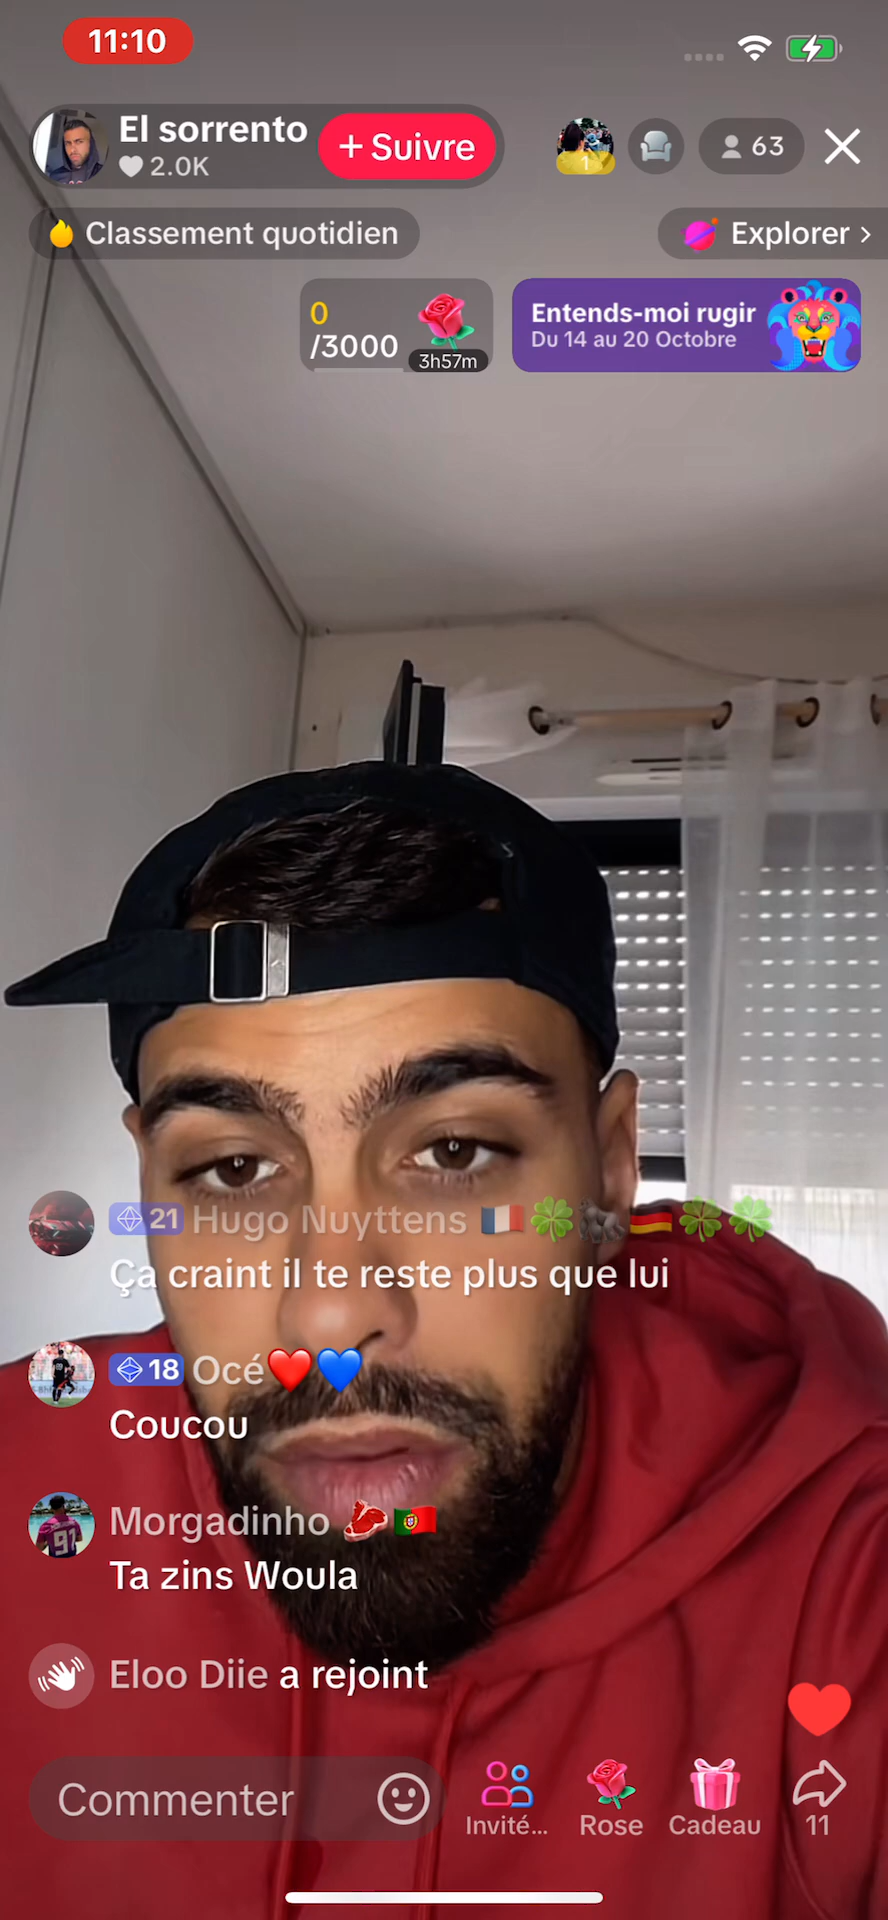 11:10
El sorrento
2.0K
+ Suivre
1
63
Classement quotidien
Explorer >
0
/3000
3h57m
Entends-moi rugir
Du 14 au 20 Octobre
21 Hugo Nuyttens 🇫🇷🍀🦍🇩🇪🍀🍀
Ça craint il te reste plus que lui
18 Océ❤️💙
Coucou
Morgadinho 🥩🇵🇹
Ta zins Woula
Eloo Diie a rejoint
Commenter
Invité...
Rose
Cadeau
11